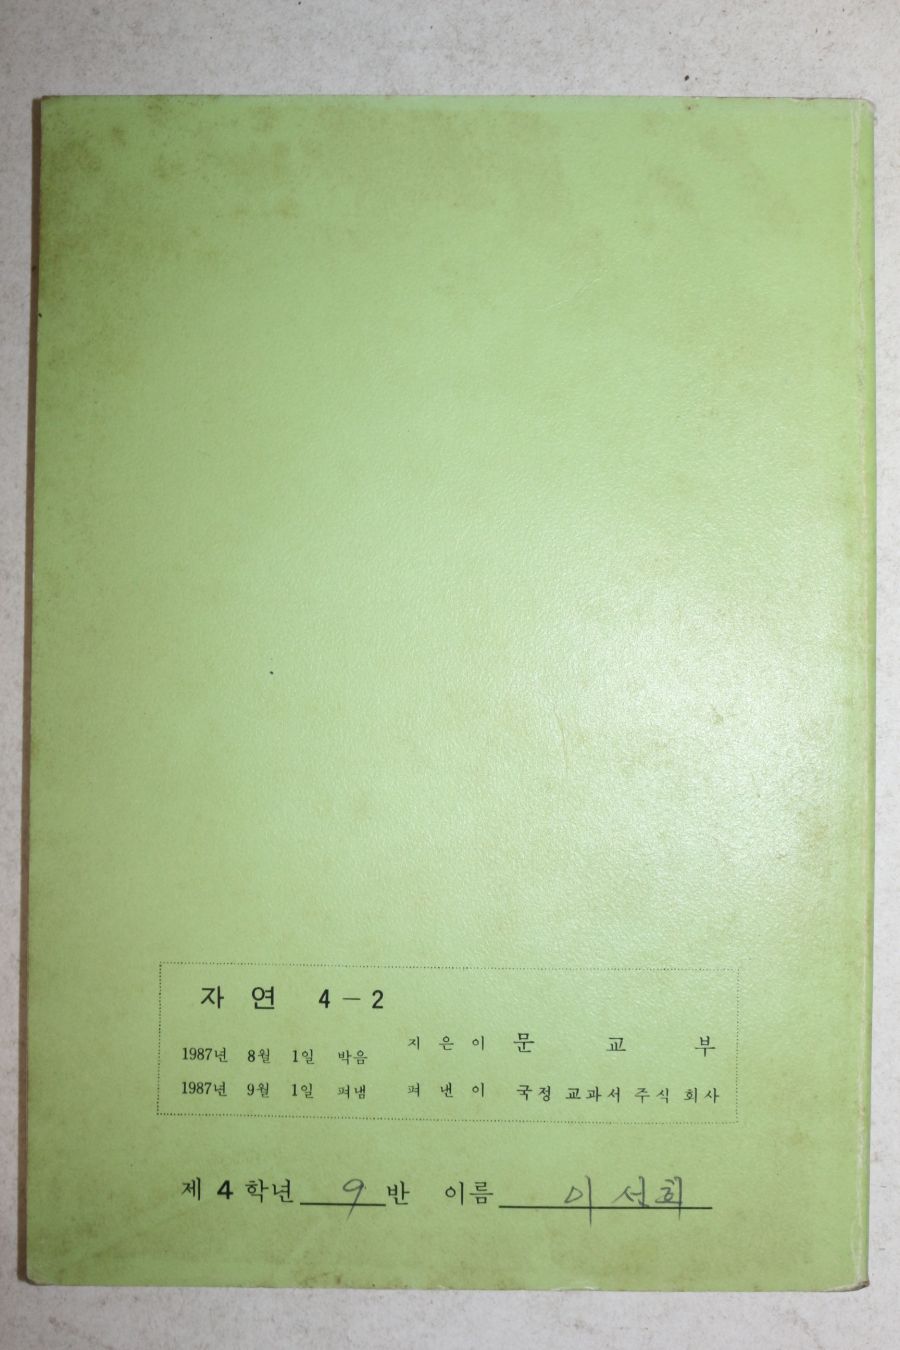 자 연 4-2
1987년 8월 1일 박음 지 은 이 문 교 부
1987년 9월 1일 펴냄 펴 낸 이 국정 교과서 주식 회사
제 4 학년 9 반 이름 이 선희